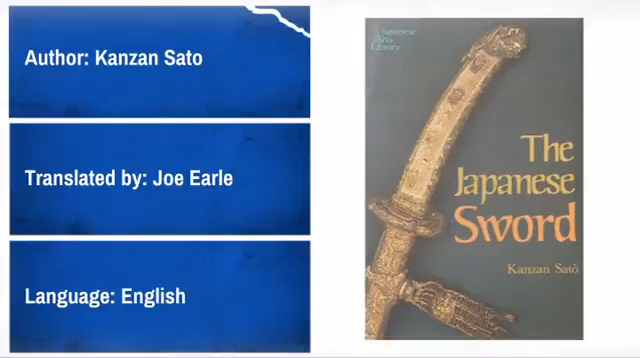 Author: Kanzan Sato
Translated by: Joe Earle
Language: English
Japanese
Arts
Library
The
Japanese
Sword
Kanzan Satō